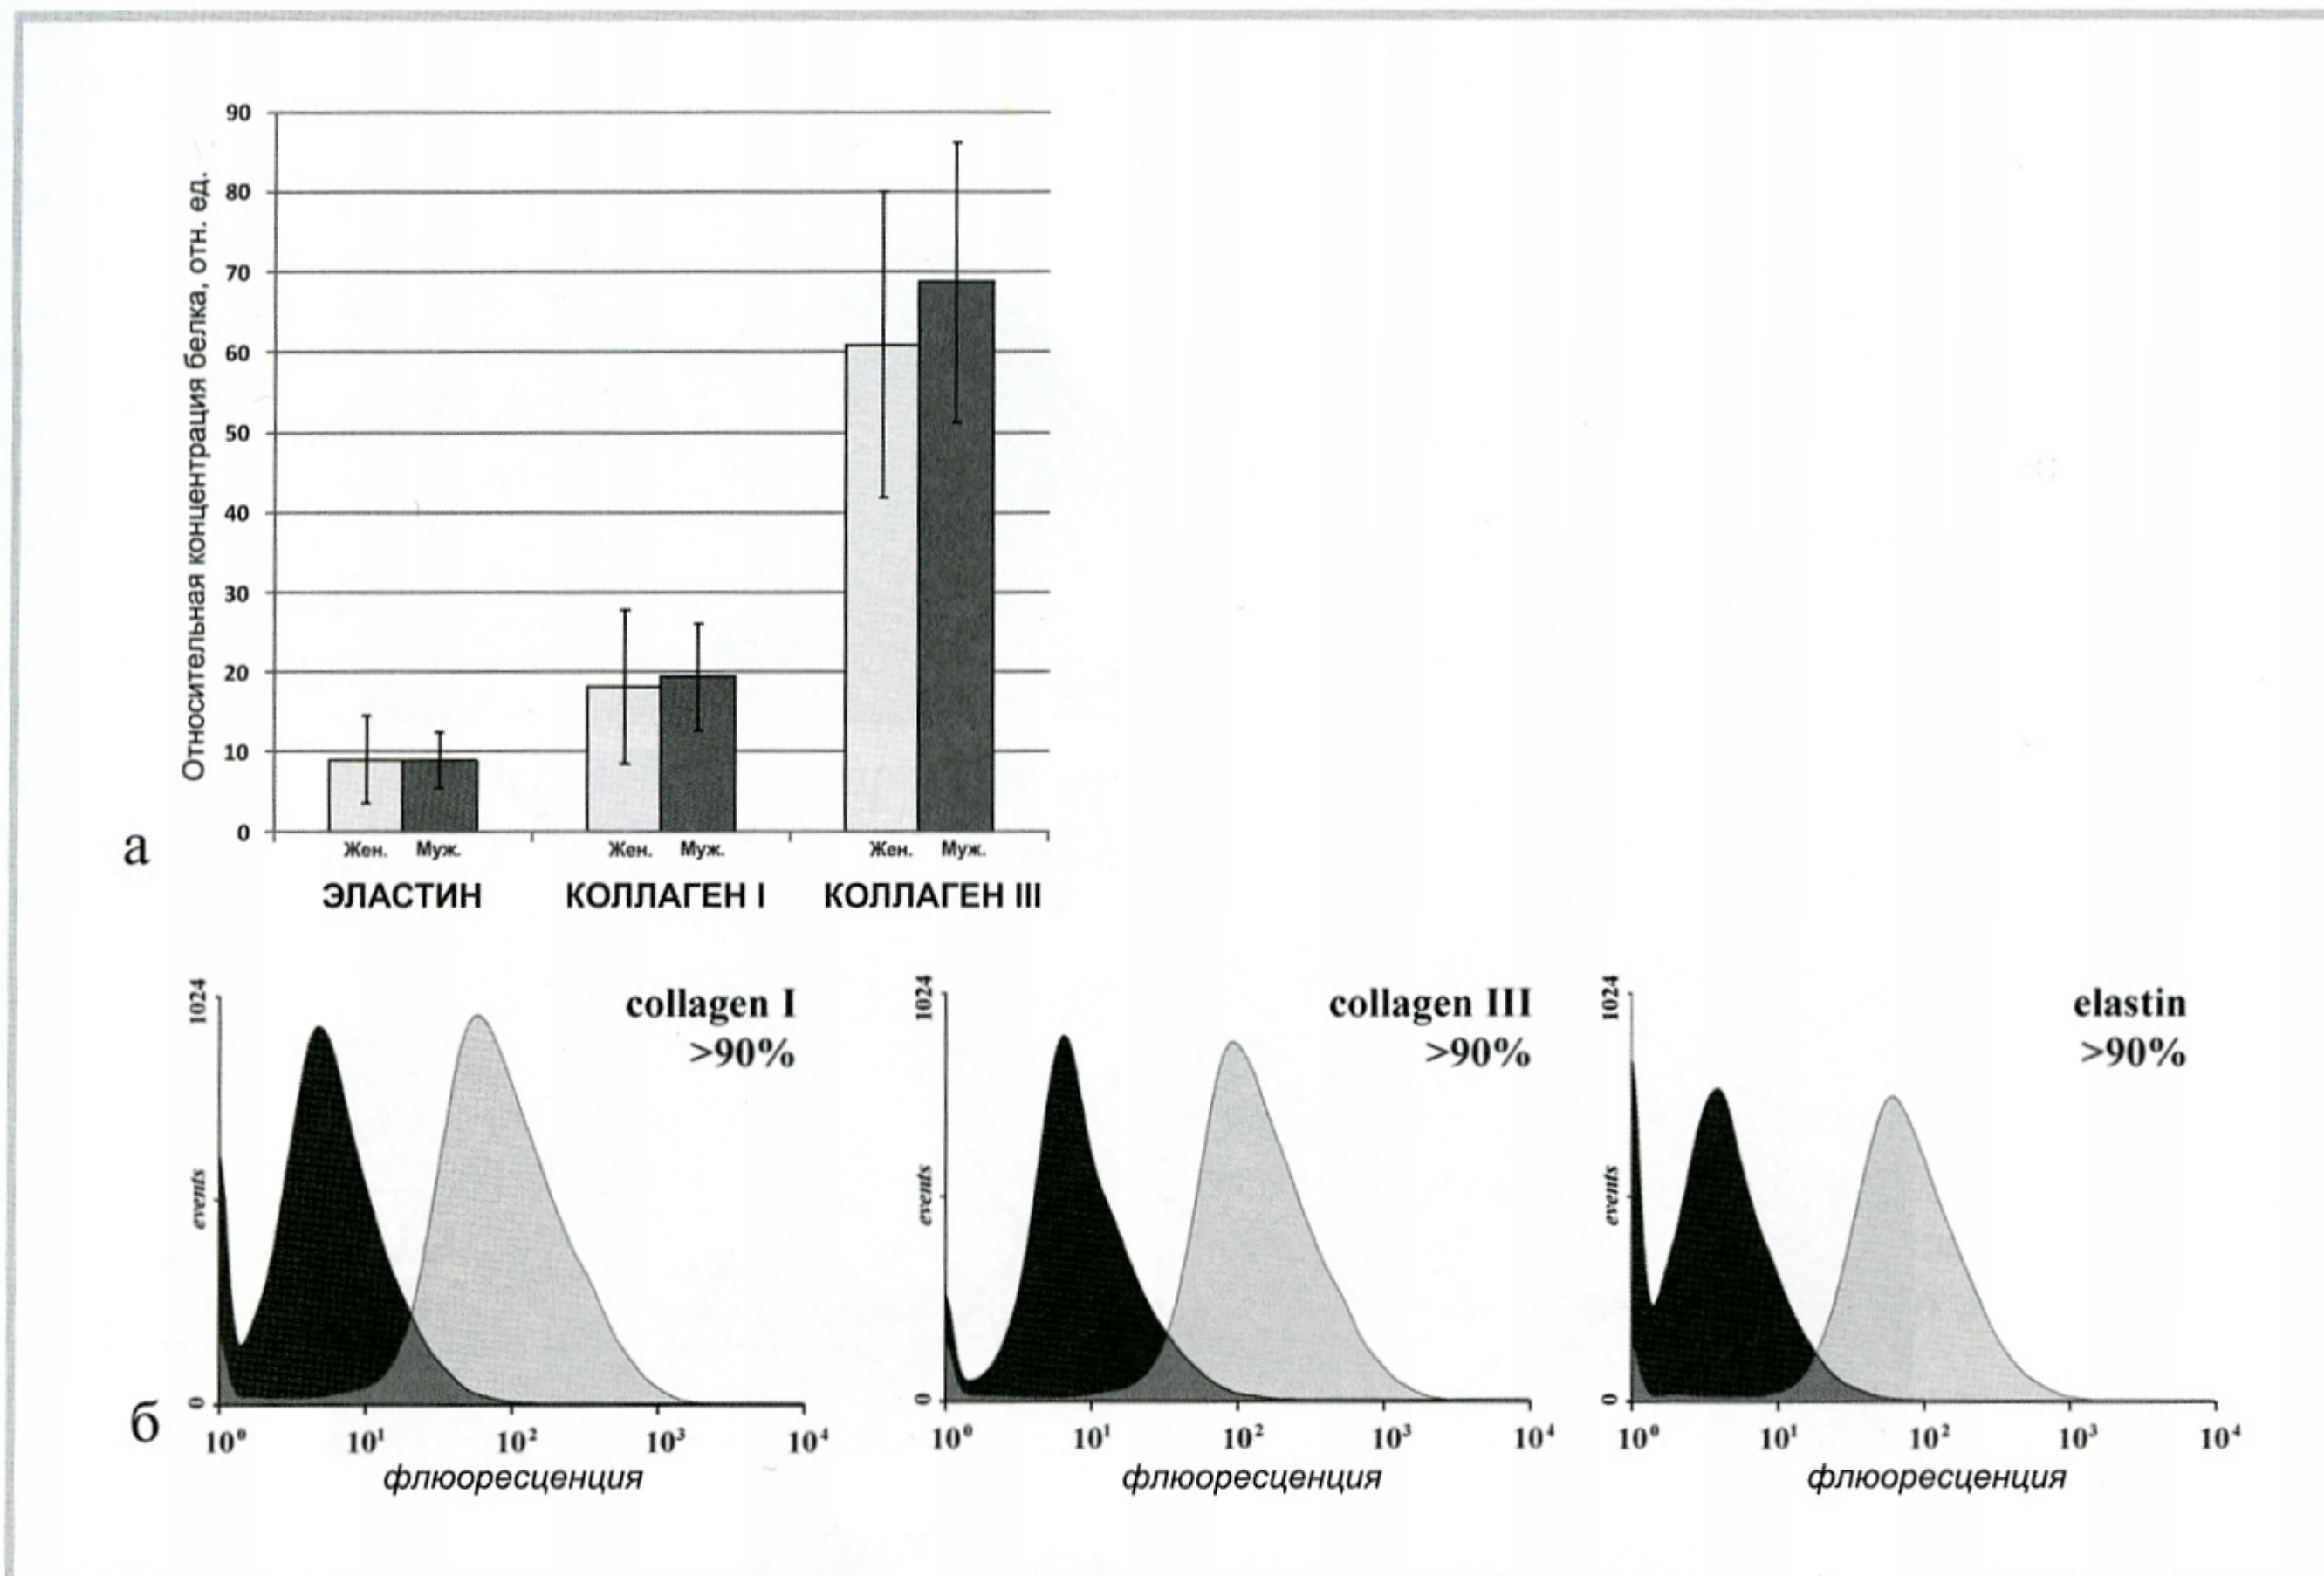 Относительная концентрация белка, отн. ед.
90
80
70
60
50
40
30
20
10
0
а
Жен. Муж. Жен. Муж. Жен. Муж.
ЭЛАСТИН КОЛЛАГЕН I КОЛЛАГЕН III
б
1024
events
0
collagen I
>90%
10⁰ 10¹ 10² 10³ 10⁴
флюоресценция
1024
events
0
collagen III
>90%
10⁰ 10¹ 10² 10³ 10⁴
флюоресценция
1024
events
0
elastin
>90%
10⁰ 10¹ 10² 10³ 10⁴
флюоресценция